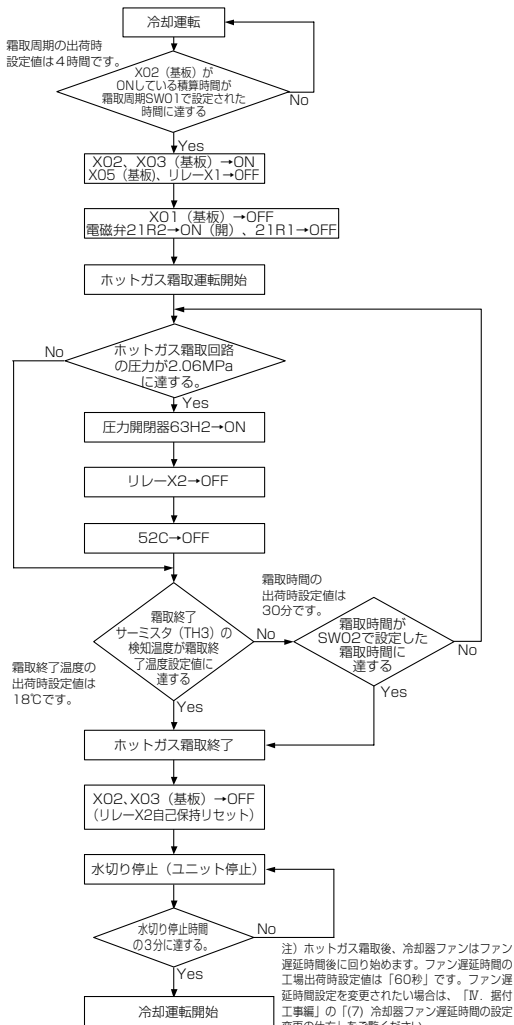 冷却運転
霜取周期の出荷時
設定値は４時間です。
X02（基板）が
ONしている積算時間が
霜取周期SW01で設定された
時間に達する
No
Yes
X02、X03（基板）→ON
X05（基板）、リレーX1→OFF
X01（基板）→OFF
電磁弁21R2→ON（開）、21R1→OFF
ホットガス霜取運転開始
No
ホットガス霜取回路
の圧力が2.06MPa
に達する。
Yes
圧力開閉器63H2→ON
リレーX2→OFF
52C→OFF
霜取時間の
出荷時設定値は
30分です。
霜取終了
サーミスタ（TH3）の
検知温度が霜取終
了温度設定値に
達する
No
霜取時間が
SW02で設定した
霜取時間に
達する
No
霜取終了温度の
出荷時設定値は
18℃です。
Yes
Yes
ホットガス霜取終了
X02、X03（基板）→OFF
（リレーX2自己保持リセット）
水切り停止（ユニット停止）
水切り停止時間
の３分に達する。
No
Yes
冷却運転開始
注）ホットガス霜取後、冷却器ファンはファン
遅延時間後に回り始めます。ファン遅延時間の
工場出荷時設定値は「60秒」です。ファン遅
延時間設定を変更されたい場合は、「Ⅳ．据付
工事編」の「(7) 冷却器ファン遅延時間の設定
変更の仕方」をご覧ください。